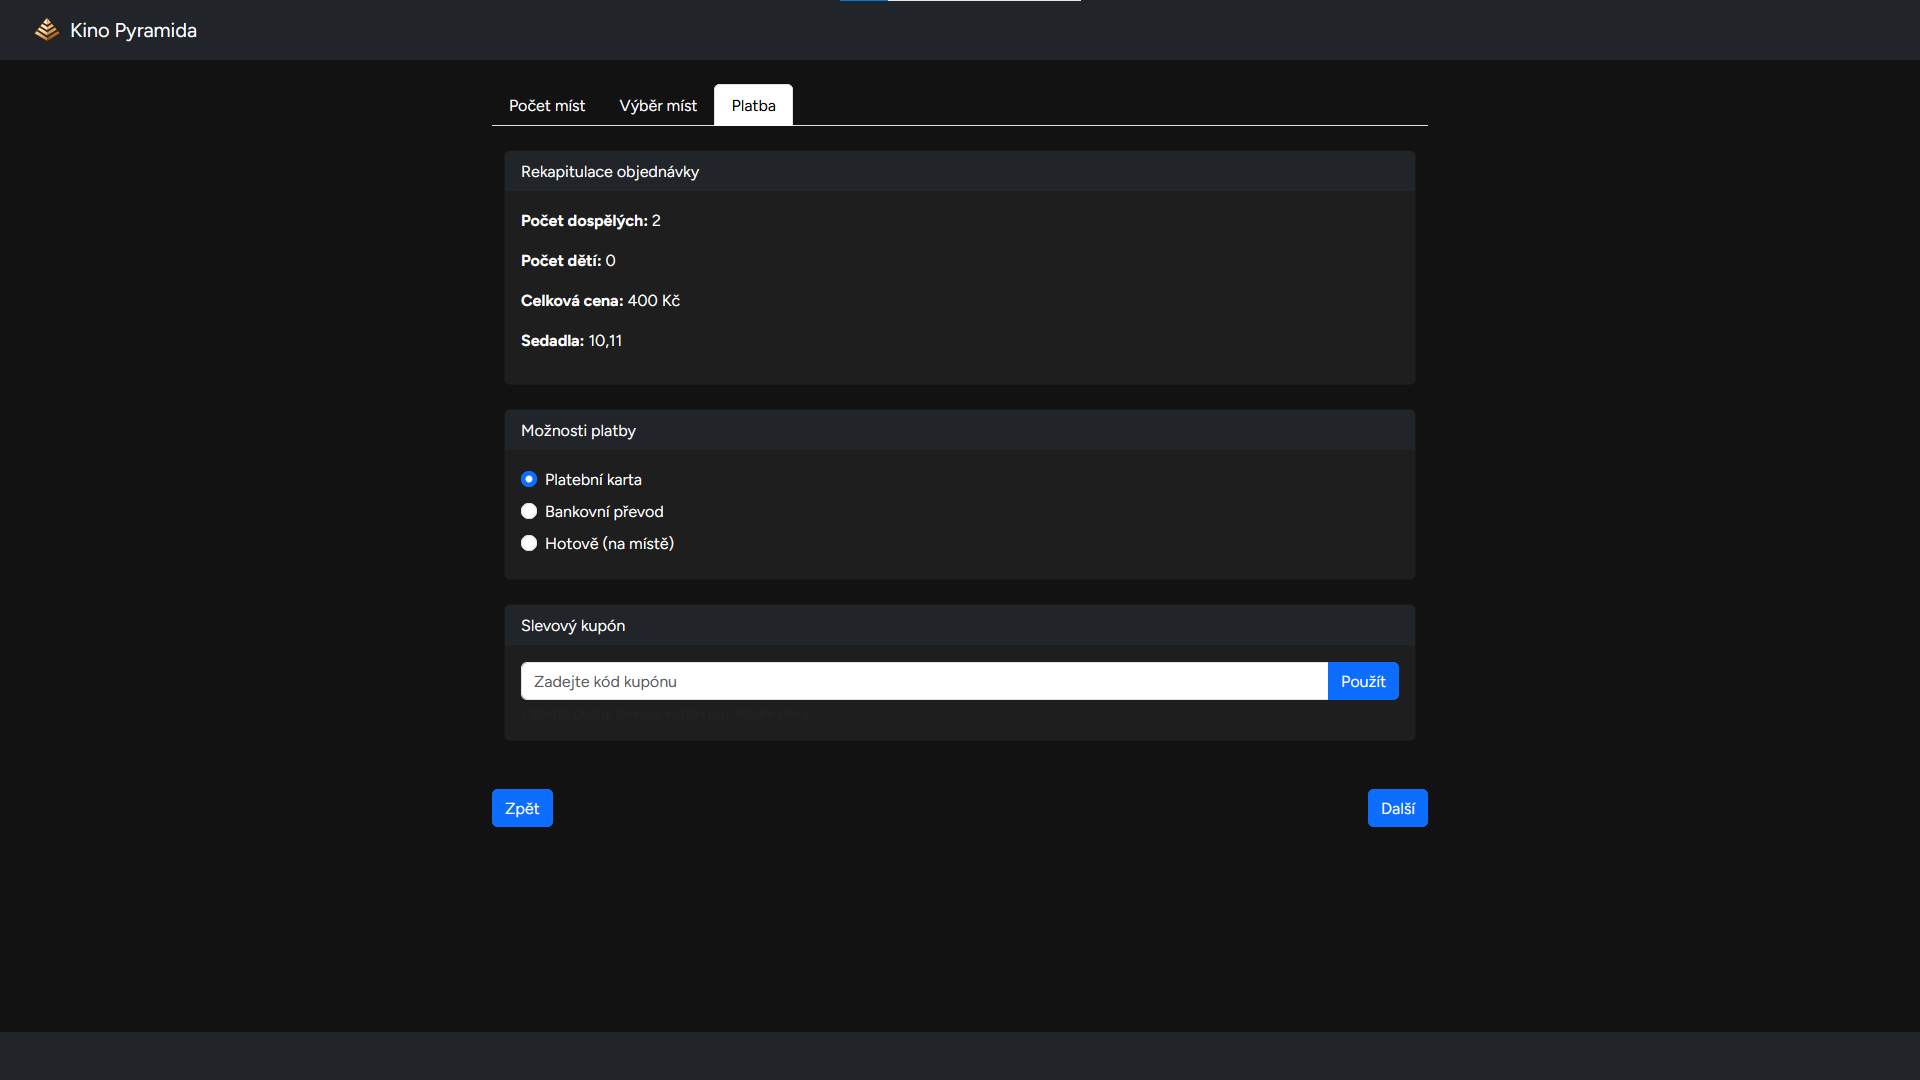 Kino Pyramida
Počet míst
Výběr míst
Platba
Rekapitulace objednávky
Počet dospělých: 2
Počet dětí: 0
Celková cena: 400 Kč
Sedadla: 10,11
Možnosti platby
Platební karta
Bankovní převod
Hotově (na místě)
Slevový kupón
Zadejte kód kupónu
Použít
Zpět
Další